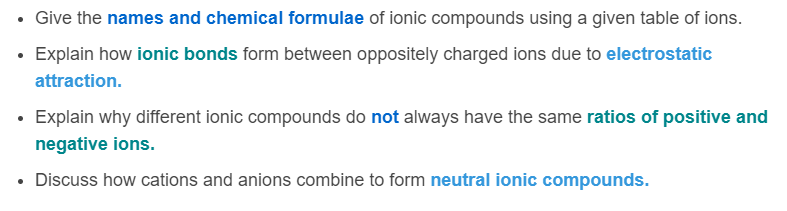 • Give the names and chemical formulae of ionic compounds using a given table of ions.
• Explain how ionic bonds form between oppositely charged ions due to electrostatic
attraction.
• Explain why different ionic compounds do not always have the same ratios of positive and
negative ions.
• Discuss how cations and anions combine to form neutral ionic compounds.